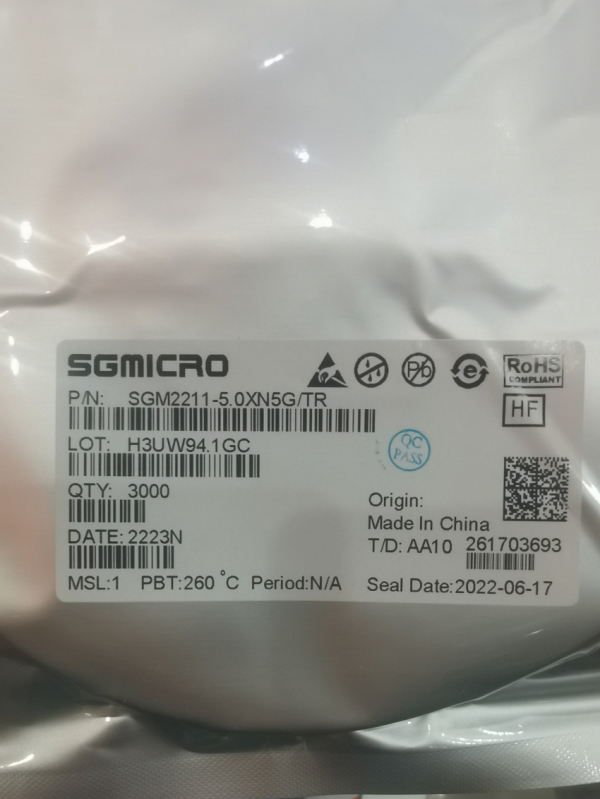 SGMICRO
Pb
e
RoHS
COMPLIANT
P/N: SGM2211-5.0XN5G/TR
HF
LOT: H3UW94.1GC
QC
PASS
QTY: 3000
Origin:
Made In China
DATE: 2223N
T/D: AA10 261703693
MSL:1 PBT:260 °C Period:N/A Seal Date:2022-06-17